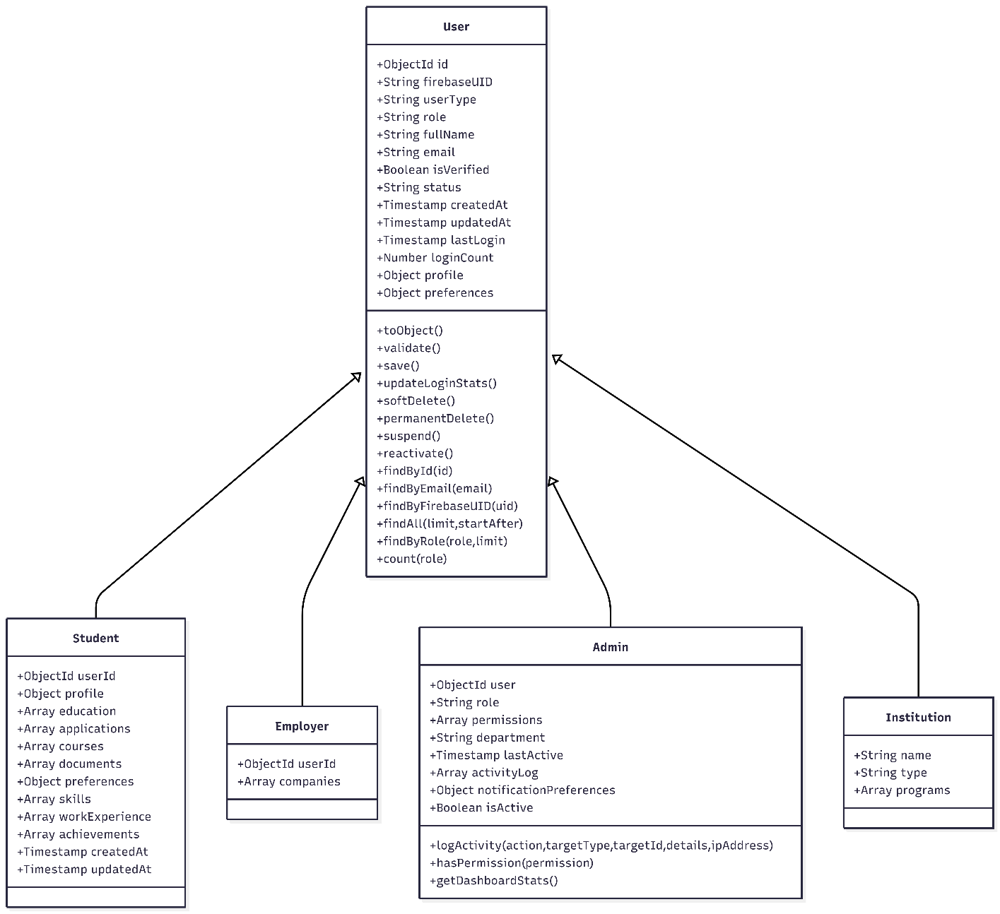 User
+ObjectId id
+String firebaseUID
+String userType
+String role
+String fullName
+String email
+Boolean isVerified
+String status
+Timestamp createdAt
+Timestamp updatedAt
+Timestamp lastLogin
+Number loginCount
+Object profile
+Object preferences
+toObject()
+validate()
+save()
+updateLoginStats()
+softDelete()
+permanentDelete()
+suspend()
+reactivate()
+findById(id)
+findByEmail(email)
+findByFirebaseUID(uid)
+findAll(limit,startAfter)
+findByRole(role,limit)
+count(role)
Student
+ObjectId userId
+Object profile
+Array education
+Array applications
+Array courses
+Array documents
+Object preferences
+Array skills
+Array workExperience
+Array achievements
+Timestamp createdAt
+Timestamp updatedAt
Employer
+ObjectId userId
+Array companies
Admin
+ObjectId user
+String role
+Array permissions
+String department
+Timestamp lastActive
+Array activityLog
+Object notificationPreferences
+Boolean isActive
+logActivity(action,targetType,targetId,details,ipAddress)
+hasPermission(permission)
+getDashboardStats()
Institution
+String name
+String type
+Array programs